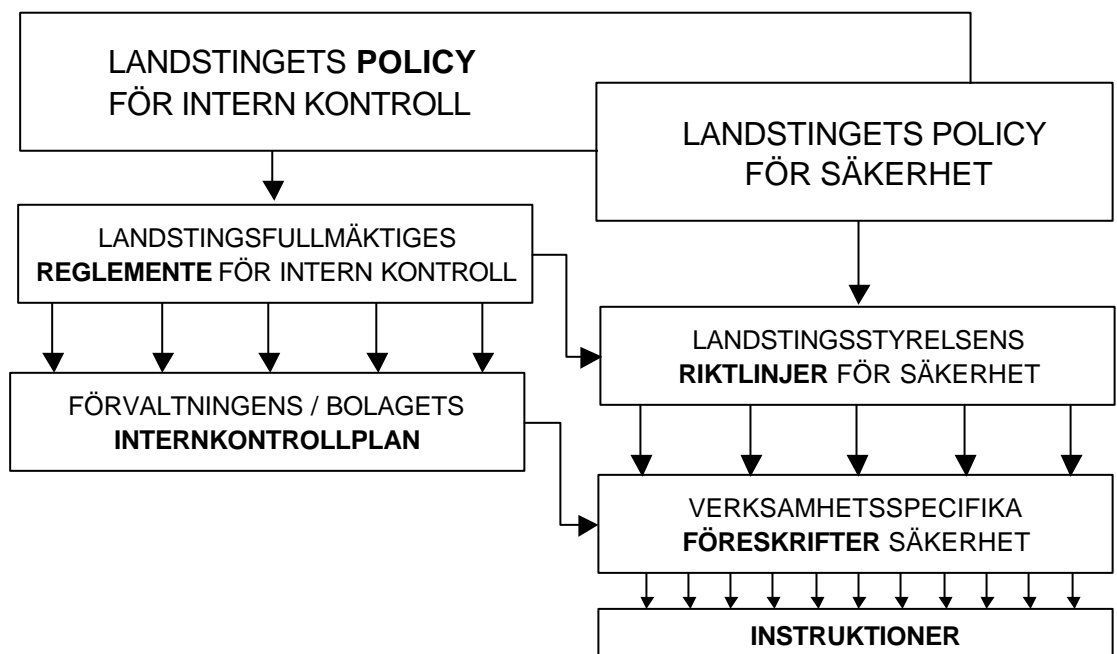 LANDSTINGETS POLICY
FÖR INTERN KONTROLL
LANDSTINGETS POLICY
FÖR SÄKERHET
LANDSTINGSFULLMÄKTIGES
REGLEMENTE FÖR INTERN KONTROLL
LANDSTINGSSTYRELSENS
RIKTLINJER FÖR SÄKERHET
FÖRVALTNINGENS / BOLAGETS
INTERNKONTROLLPLAN
VERKSAMHETSSPECIFIKA
FÖRESKRIFTER SÄKERHET
INSTRUKTIONER